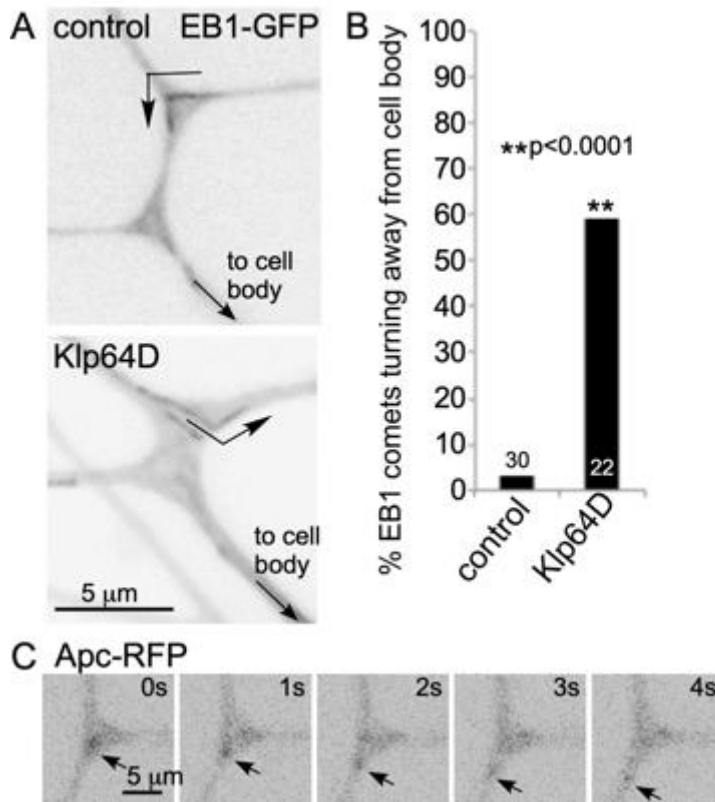 A control EB1-GFP
to cell
body
Klp64D
to cell
body
5 μm
B
% EB1 comets turning away from cell body
100
90
80
70
60
50
40
30
20
10
0
**p<0.0001
**
30
22
control
Klp64D
C Apc-RFP
0s 1s 2s 3s 4s
5 μm